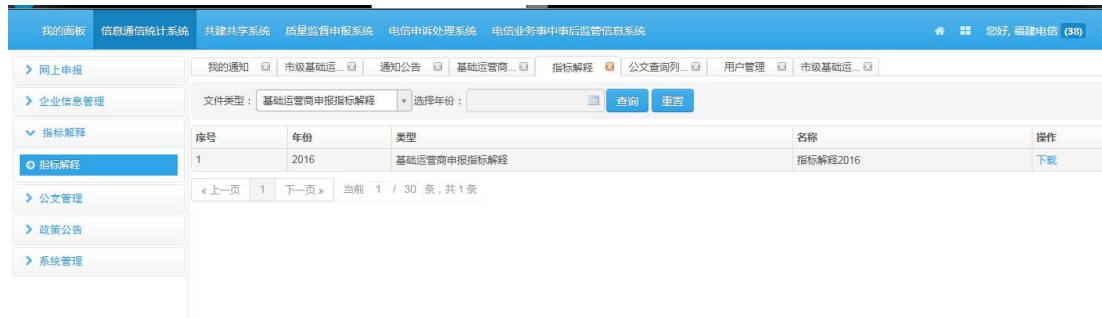 我的面板 信息通信统计系统 共建共享系统 质量监督申报系统 电信申诉处理系统 电信业务事中事后监管信息系统 您好, 福建电信 (38)
网上申报
企业信息管理
指标解释
指标解释
公文管理
政策公告
系统管理
我的通知 市级基础运... 通知公告 基础运营商... 指标解释 公文查询列... 用户管理 市级基础运...
文件类型： 基础运营商申报指标解释 选择年份： 查询 重置
序号 年份 类型 名称 操作
1 2016 基础运营商申报指标解释 指标解释2016 下载
« 上一页 1 下一页 » 当前 1 / 30 条 , 共 1 条